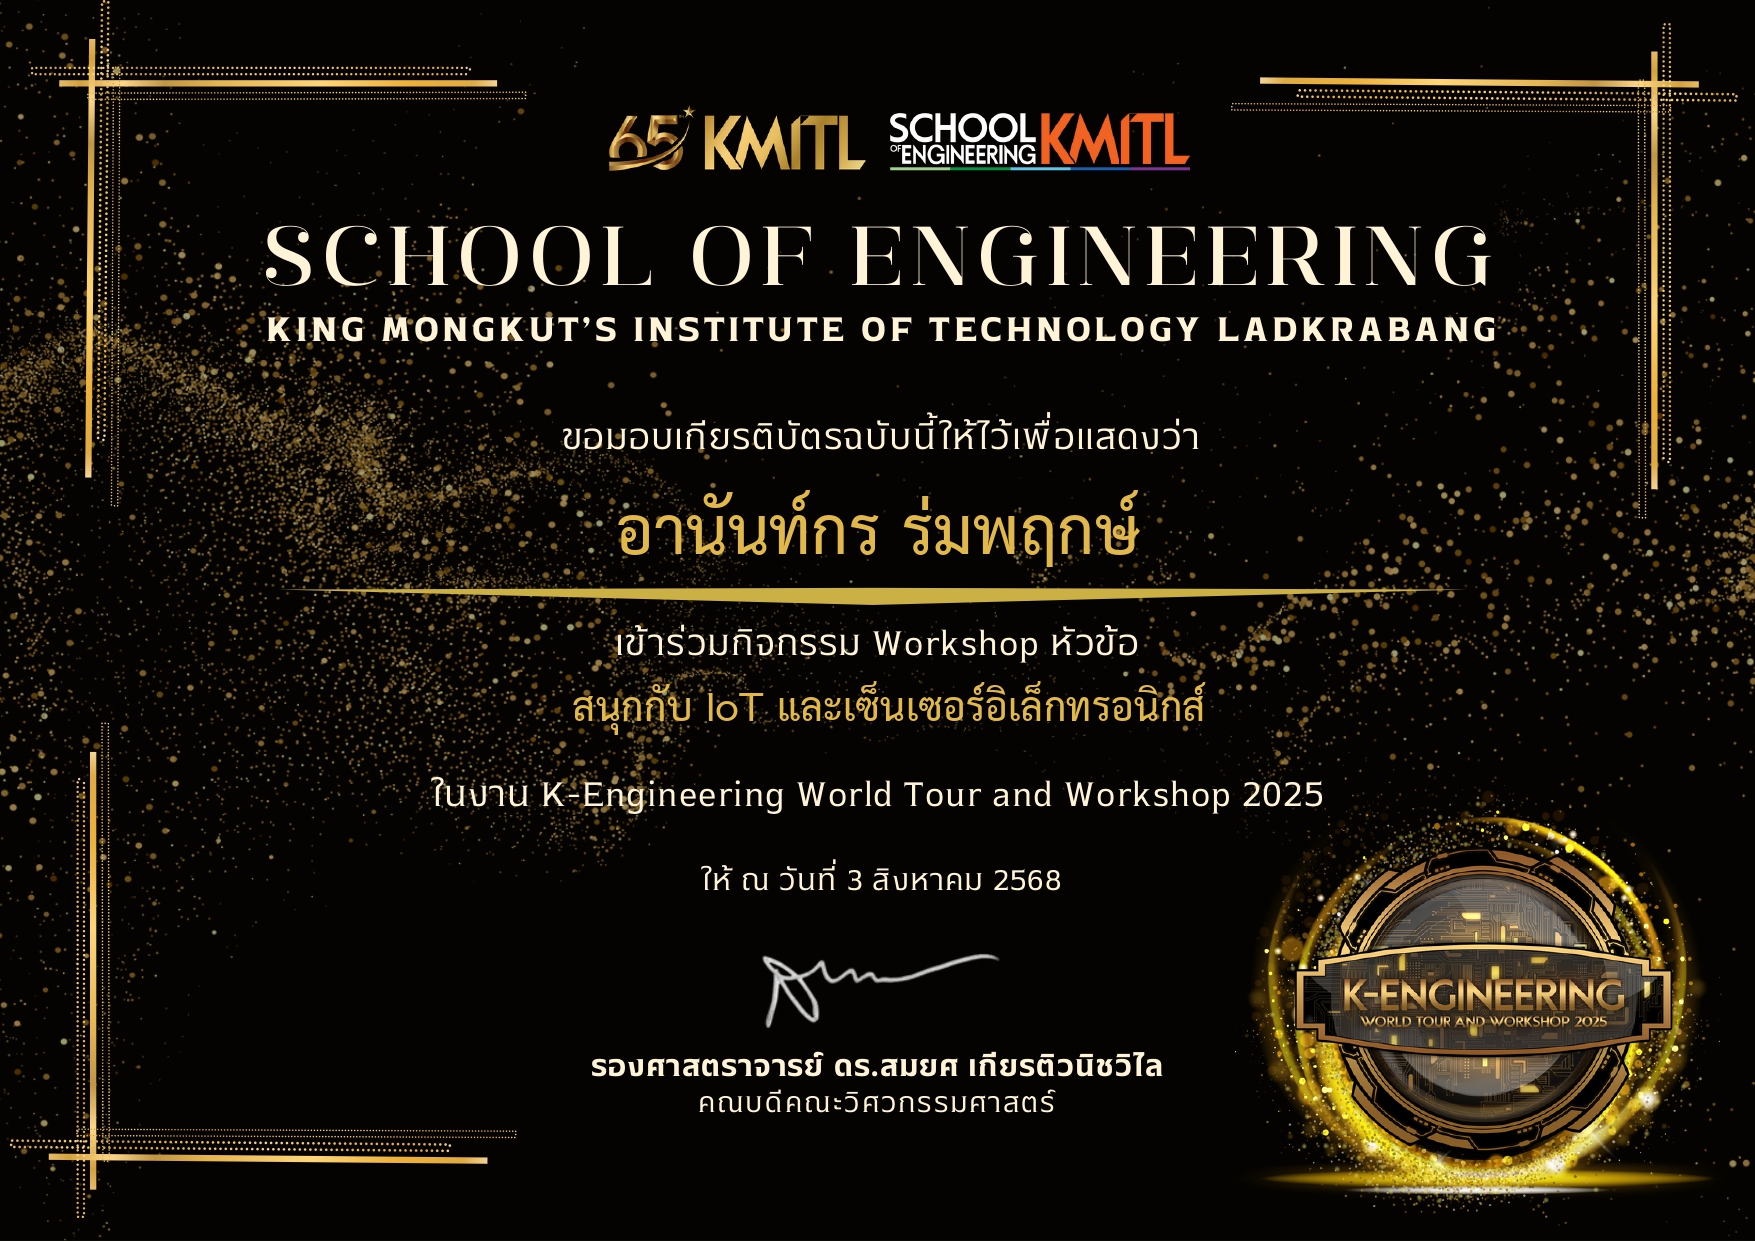 65 KMITL SCHOOL OF ENGINEERING KMITL
SCHOOL OF ENGINEERING
KING MONGKUT'S INSTITUTE OF TECHNOLOGY LADKRABANG
ขอมอบเกียรติบัตรฉบับนี้ให้ไว้เพื่อแสดงว่า
อานันท์กร ร่มพฤกษ์
เข้าร่วมกิจกรรม Workshop หัวข้อ
สนุกกับ IoT และเซ็นเซอร์อิเล็กทรอนิกส์
ในงาน K-Engineering World Tour and Workshop 2025
ให้ ณ วันที่ 3 สิงหาคม 2568
รองศาสตราจารย์ ดร.สมยศ เกียรติวนิชวิไล
คณบดีคณะวิศวกรรมศาสตร์
K-ENGINEERING
WORLD TOUR AND WORKSHOP 2025